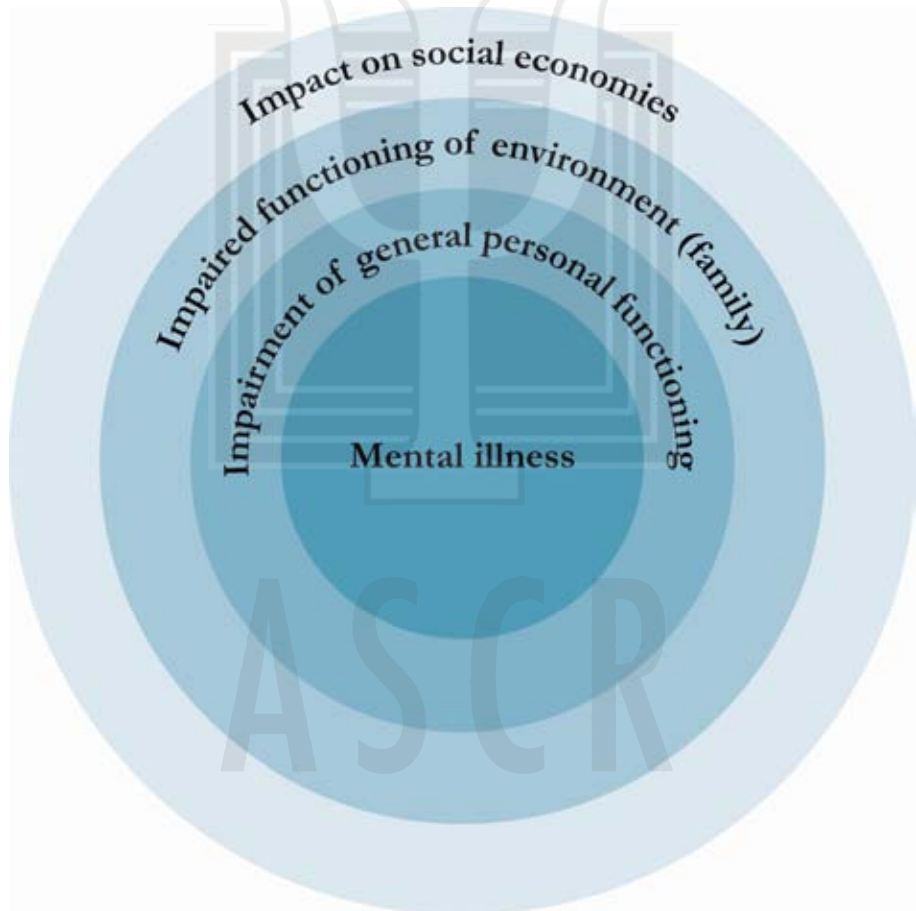 Impact on social economies
Impaired functioning of environment (family)
Impairment of general personal functioning
Mental illness
ASCR